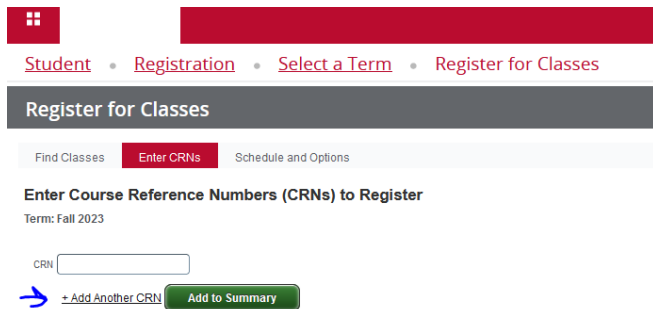 Student • Registration • Select a Term • Register for Classes
Register for Classes
Find Classes Enter CRNs Schedule and Options
Enter Course Reference Numbers (CRNs) to Register
Term: Fall 2023
CRN
+ Add Another CRN Add to Summary